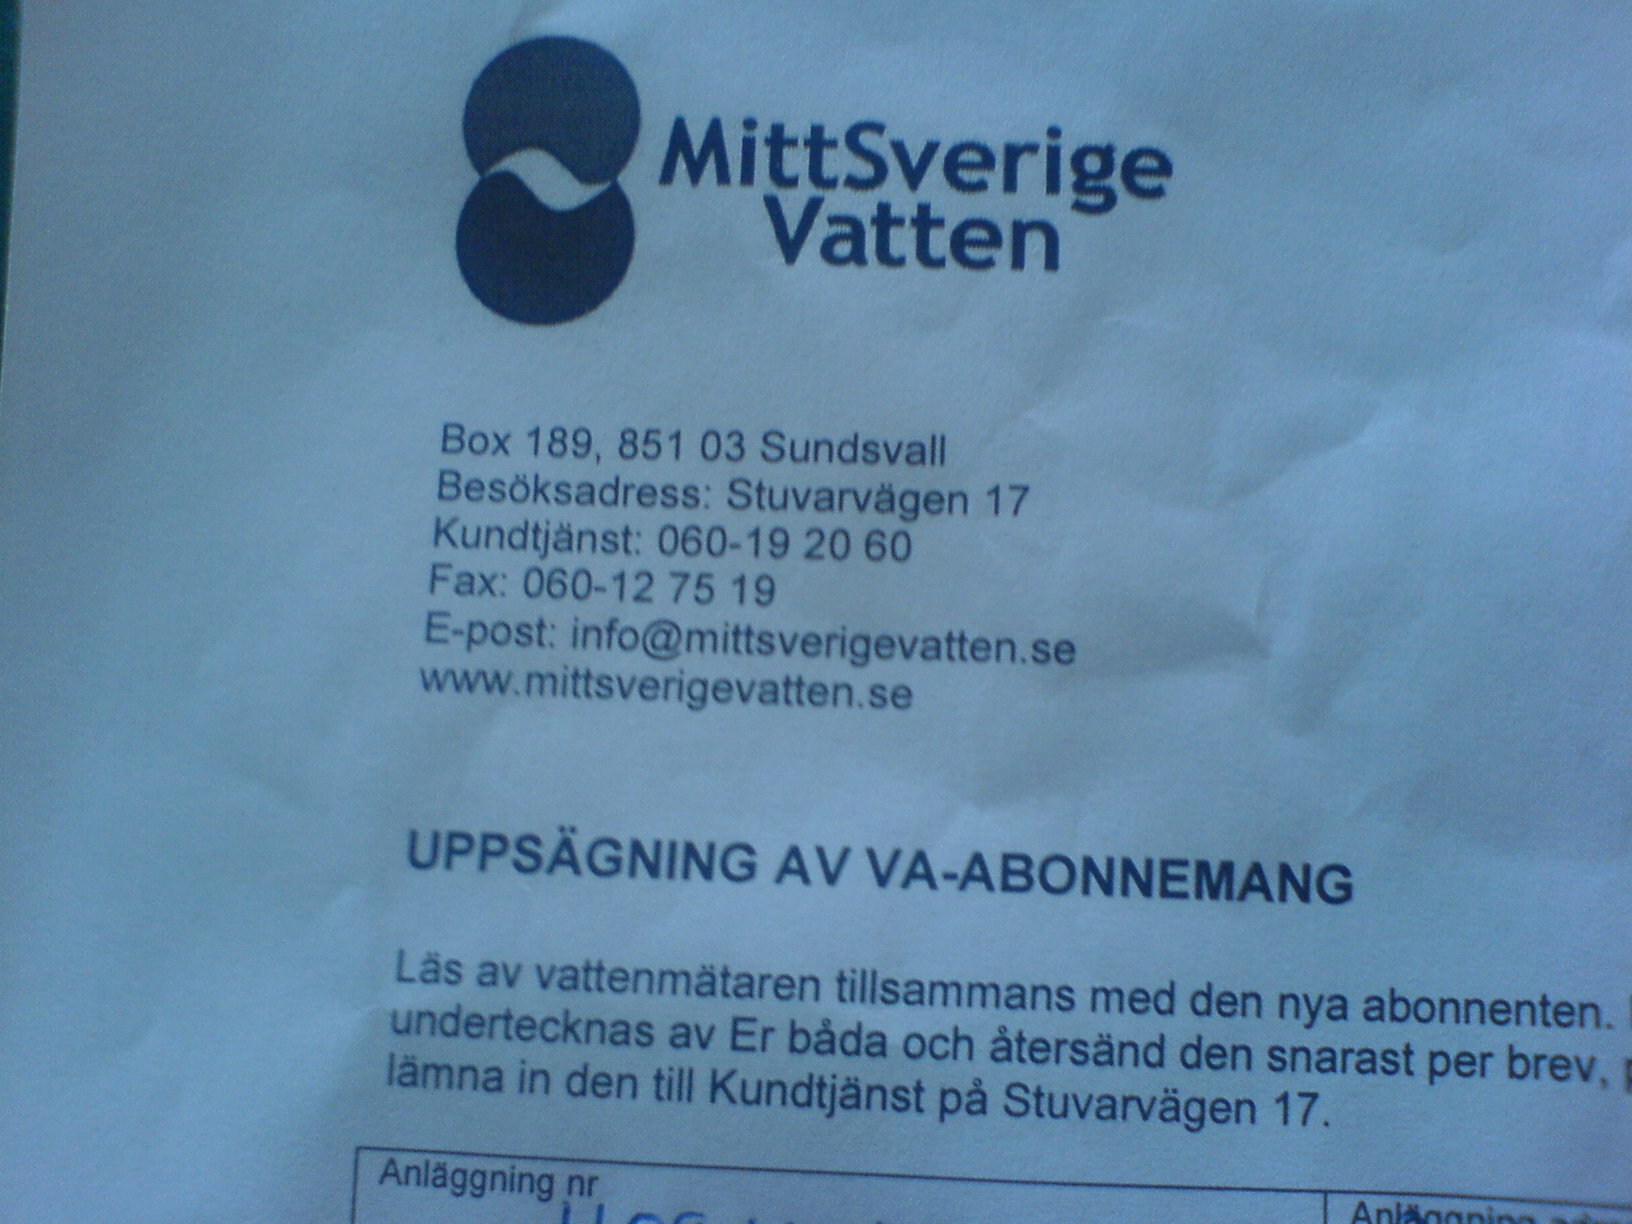 MittSverige
Vatten
Box 189, 851 03 Sundsvall
Besöksadress: Stuvarvägen 17
Kundtjänst: 060-19 20 60
Fax: 060-12 75 19
E-post: info@mittsverigevatten.se
www.mittsverigevatten.se
UPPSÄGNING AV VA-ABONNEMANG
Läs av vattenmätaren tillsammans med den nya abonnenten.
undertecknas av Er båda och återsänd den snarast per brev,
lämna in den till Kundtjänst på Stuvarvägen 17.
Anläggning nr